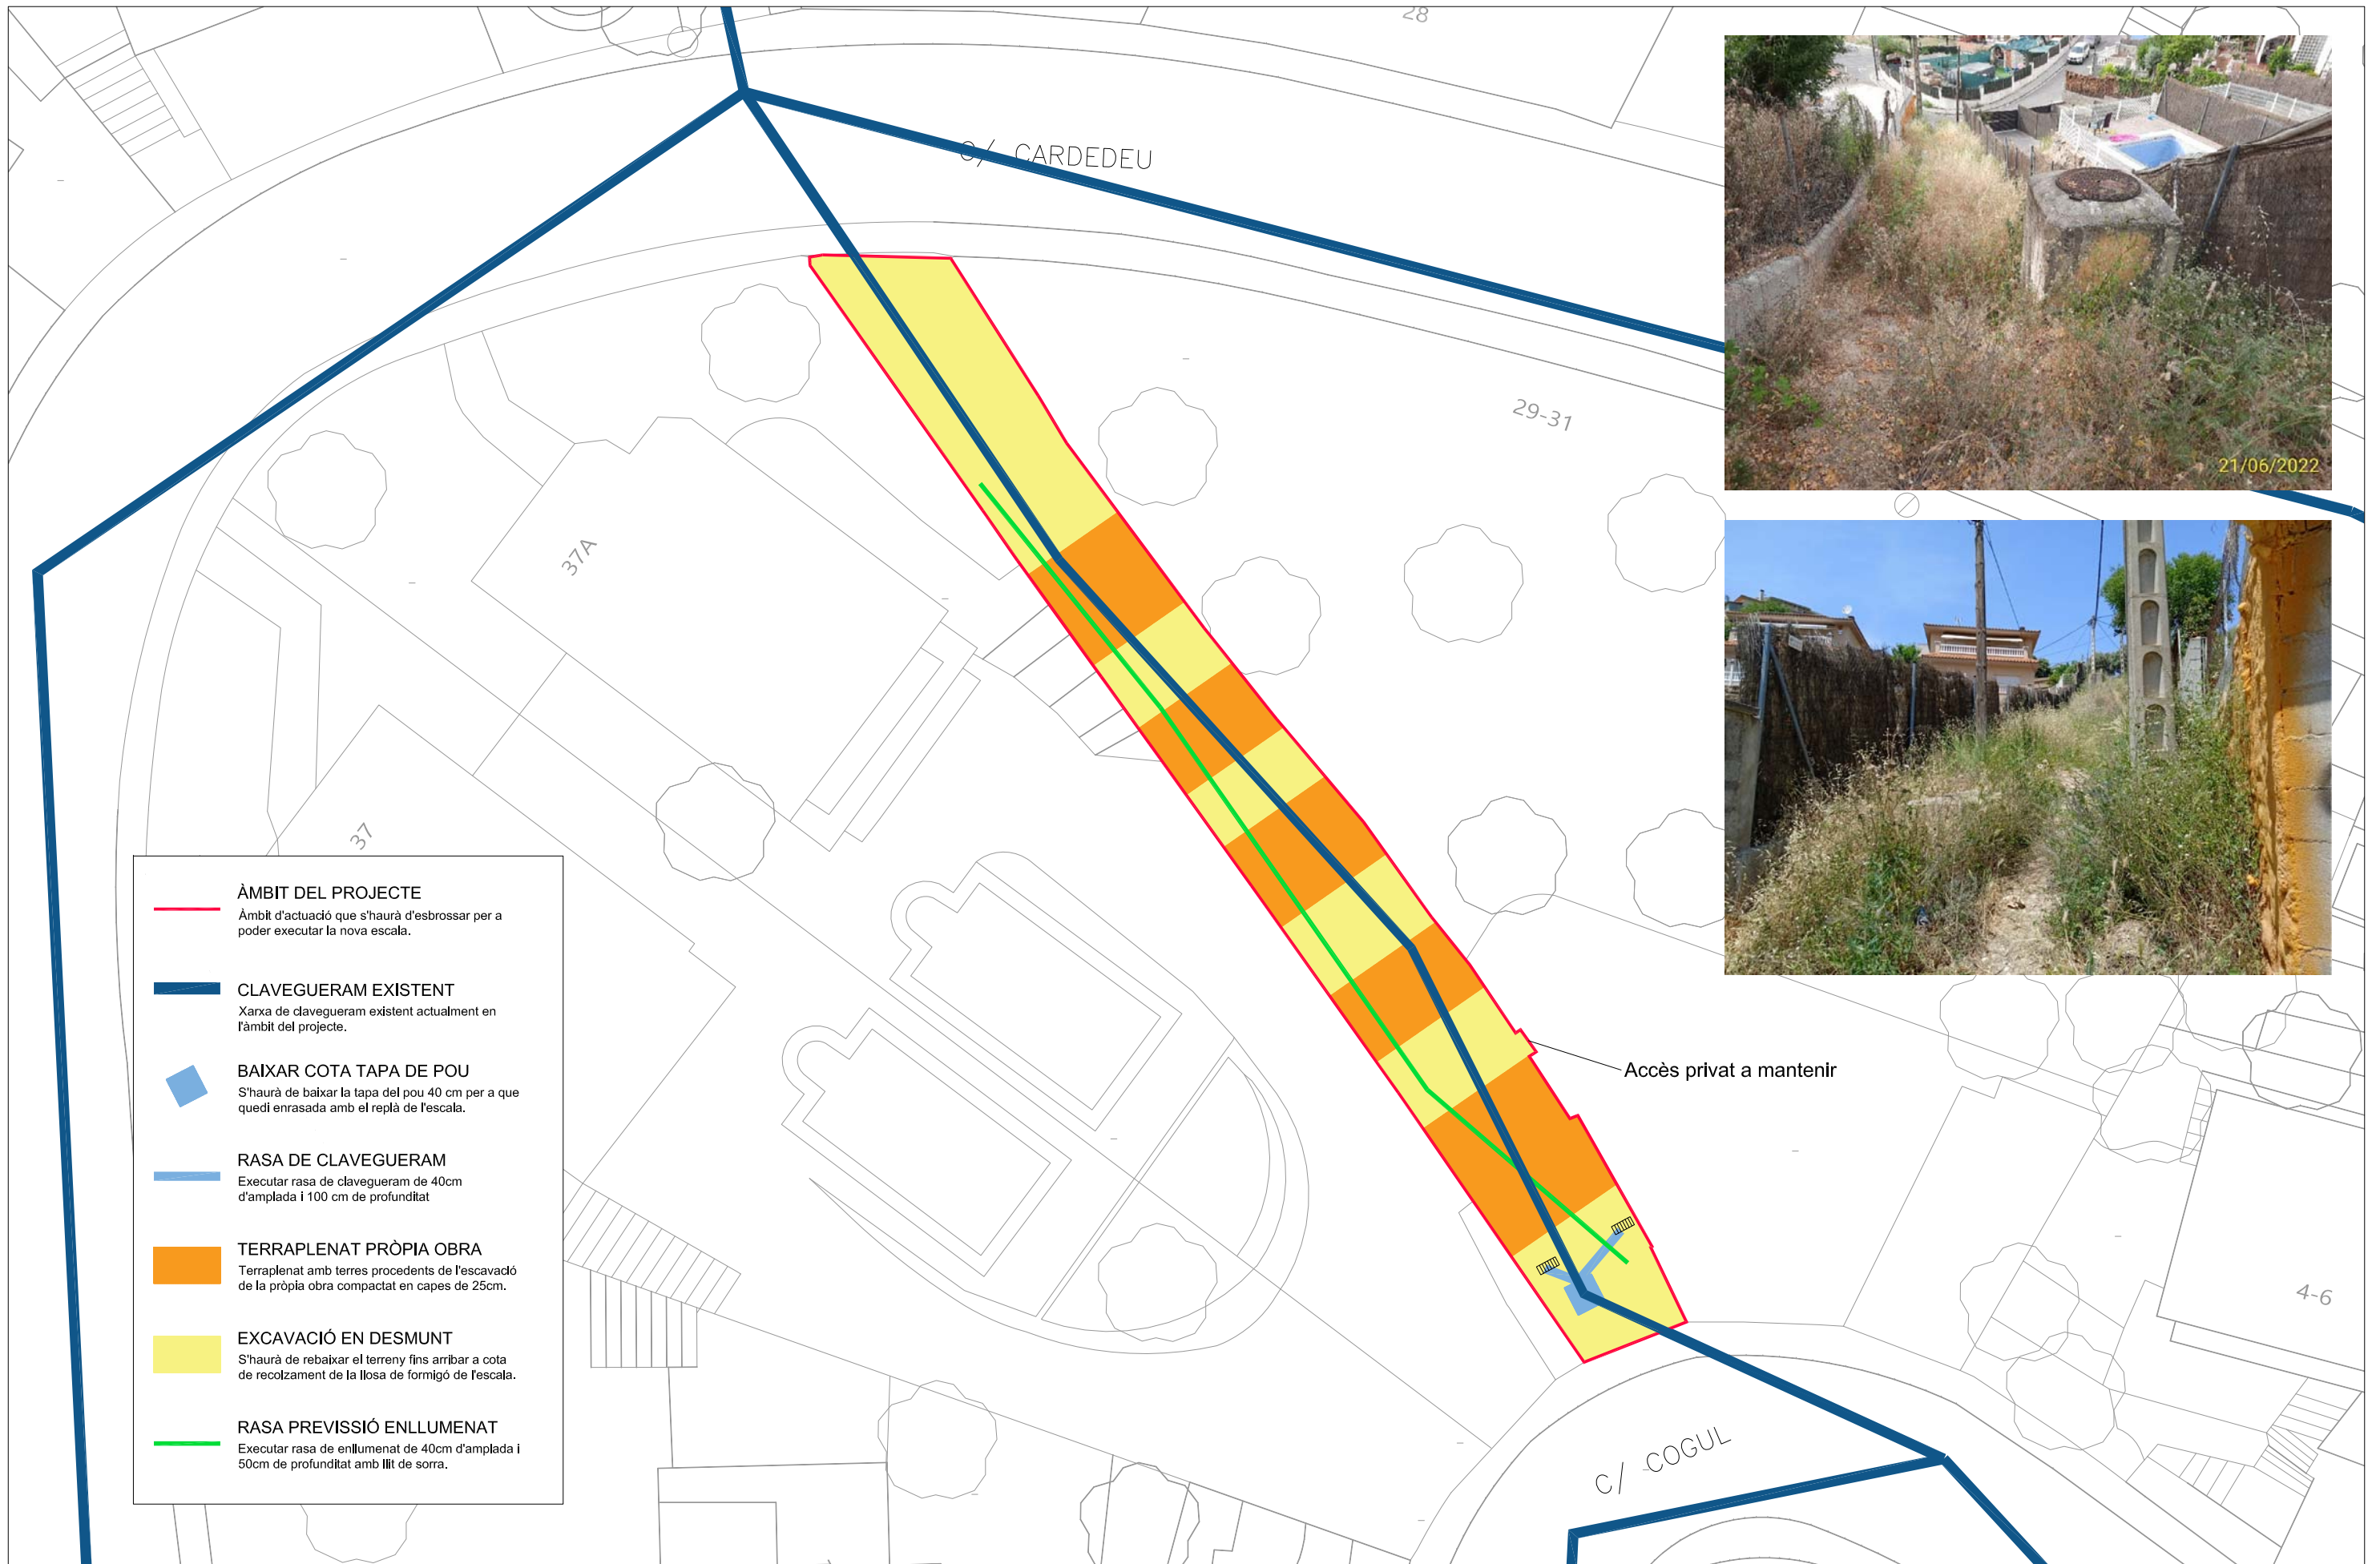 28
C/ CARDEDEU
29-31
21/06/2022
37A
37
ÀMBIT DEL PROJECTE
Àmbit d'actuació que s'haurà d'esbrossar per a
poder executar la nova escala.
CLAVEGUERAM EXISTENT
Xarxa de clavegueram existent actualment en
l'àmbit del projecte.
BAIXAR COTA TAPA DE POU
S'haurà de baixar la tapa del pou 40 cm per a que
quedi enrasada amb el replà de l'escala.
RASA DE CLAVEGUERAM
Executar rasa de clavegueram de 40cm
d'amplada i 100 cm de profunditat
TERRAPLENAT PRÒPIA OBRA
Terraplenat amb terres procedents de l'escavació
de la pròpia obra compactat en capes de 25cm.
EXCAVACIÓ EN DESMUNT
S'haurà de rebaixar el terreny fins arribar a cota
de recolzament de la llosa de formigó de l'escala.
RASA PREVISSIÓ ENLLUMENAT
Executar rasa de enllumenat de 40cm d'amplada i
50cm de profunditat amb llit de sorra.
Accès privat a mantenir
4-6
C/ COGUL